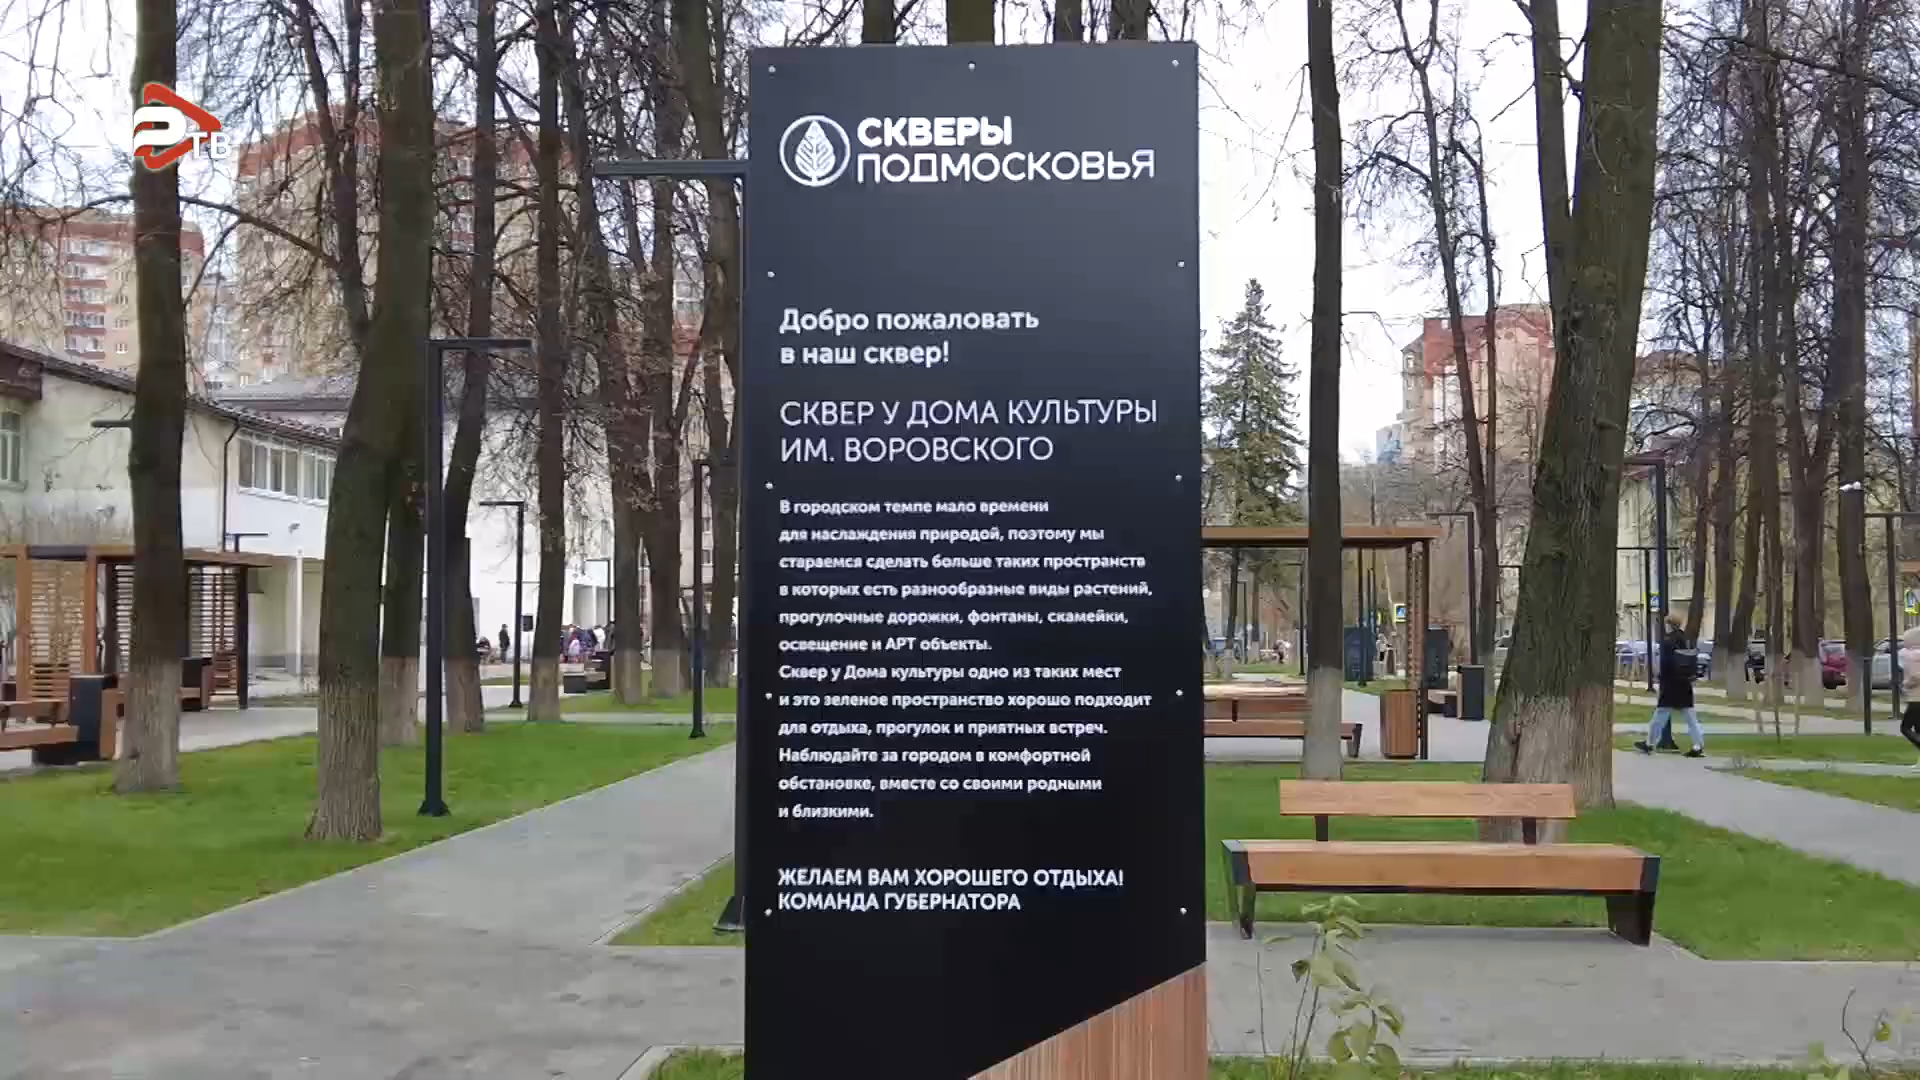 ТВ
СКВЕРЫ
ПОДМОСКОВЬЯ
Добро пожаловать
в наш сквер!
СКВЕР У ДОМА КУЛЬТУРЫ
ИМ. ВОРОВСКОГО
В городском темпе мало времени
для наслаждения природой, поэтому мы
стараемся сделать больше таких пространств
в которых есть разнообразные виды растений,
прогулочные дорожки, фонтаны, скамейки,
освещение и АРТ объекты.
Сквер у Дома культуры одно из таких мест
и это зеленое пространство хорошо подходит
для отдыха, прогулок и приятных встреч.
Наблюдайте за городом в комфортной
обстановке, вместе со своими родными
и близкими.
ЖЕЛАЕМ ВАМ ХОРОШЕГО ОТДЫХА!
КОМАНДА ГУБЕРНАТОРА